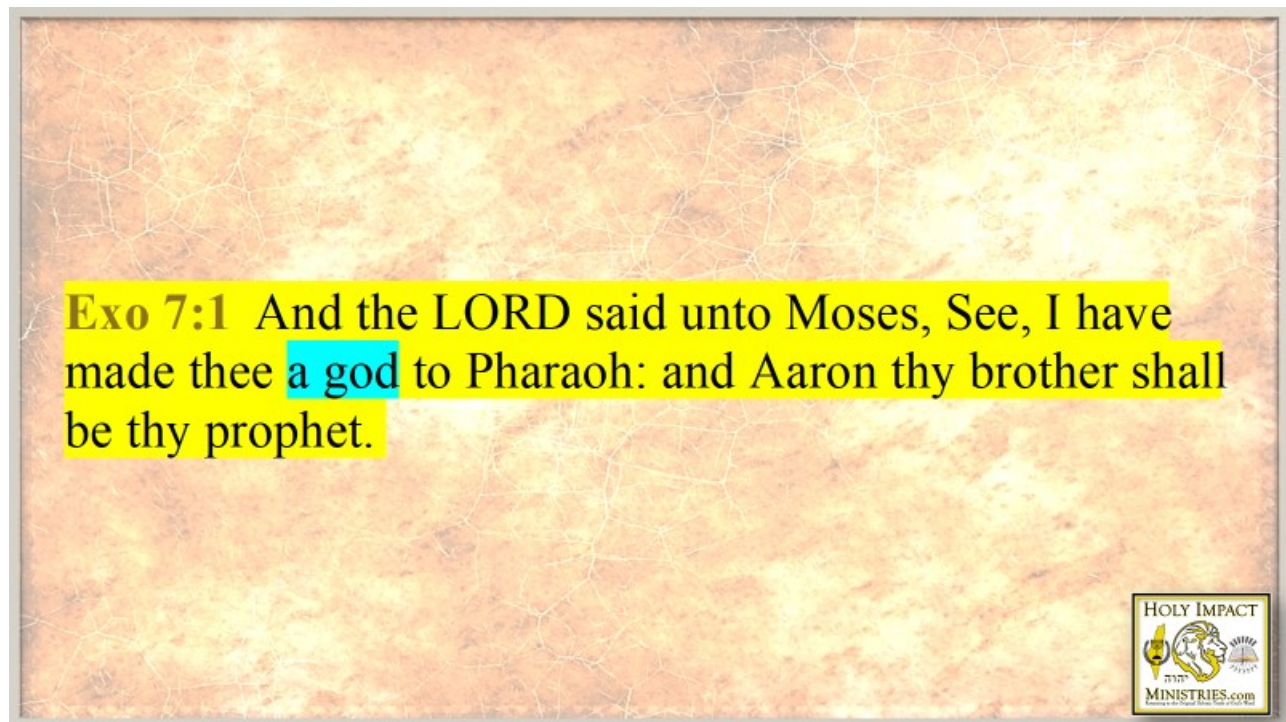 Exo 7:1 And the LORD said unto Moses, See, I have
made thee a god to Pharaoh: and Aaron thy brother shall
be thy prophet.
HOLY IMPACT
יהוה
MINISTRIES.com